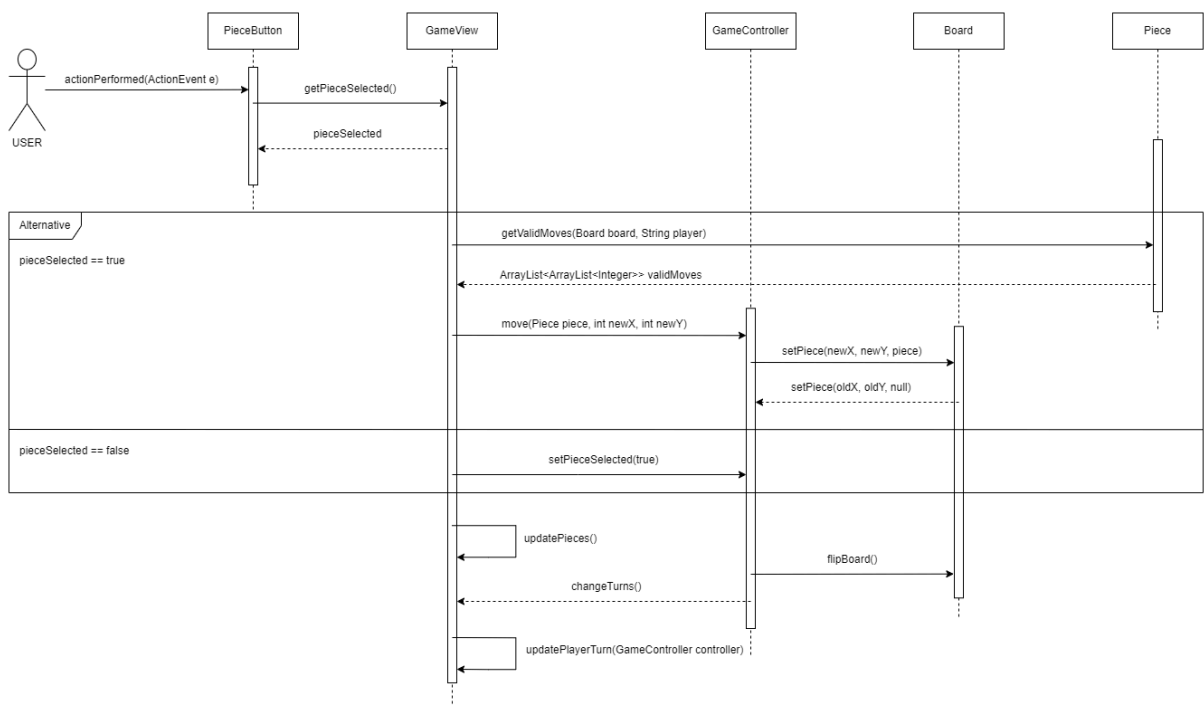 PieceButton
GameView
GameController
Board
Piece
actionPerformed(ActionEvent e)
getPieceSelected()
pieceSelected
USER
Alternative
getValidMoves(Board board, String player)
pieceSelected == true
ArrayList<ArrayList<Integer>> validMoves
move(Piece piece, int newX, int newY)
setPiece(newX, newY, piece)
setPiece(oldX, oldY, null)
pieceSelected == false
setPieceSelected(true)
updatePieces()
flipBoard()
changeTurns()
updatePlayerTurn(GameController controller)